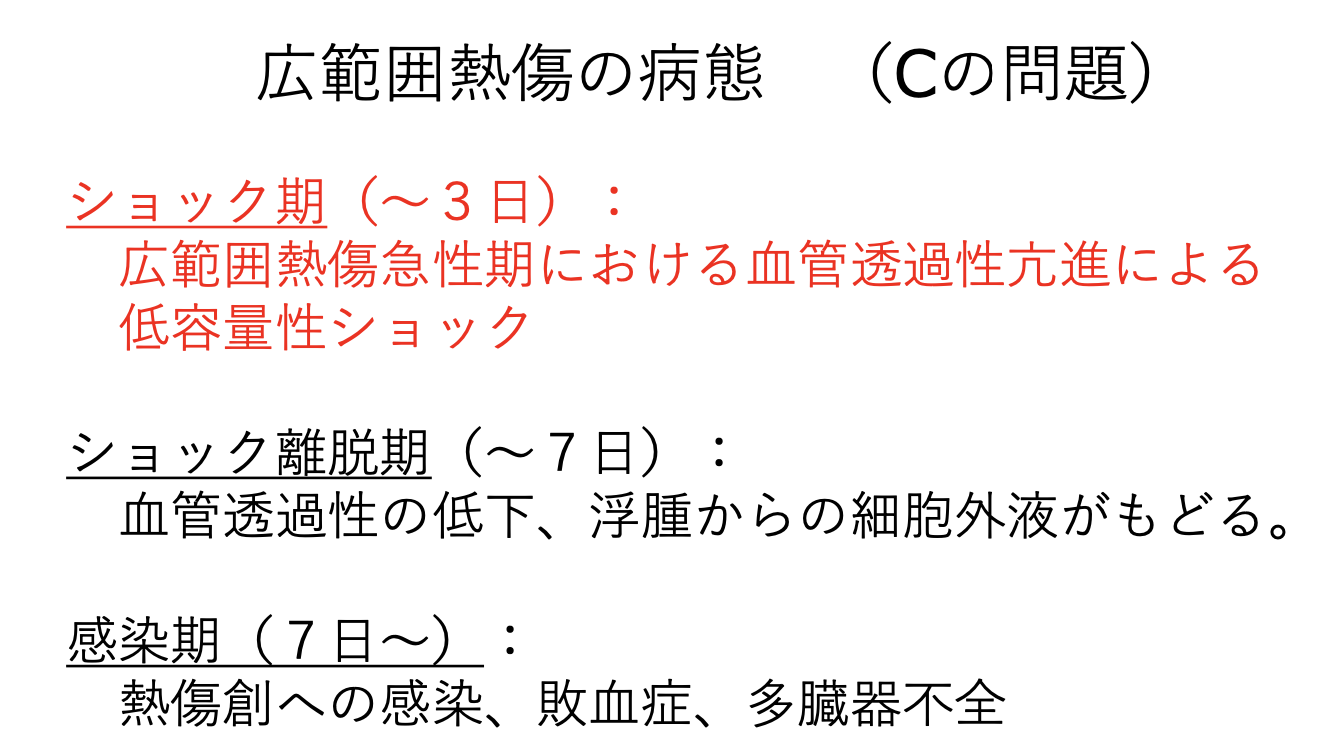 広範囲熱傷の病態　（Cの問題）
ショック期（～３日）：
広範囲熱傷急性期における血管透過性亢進による
低容量性ショック
ショック離脱期（～７日）：
血管透過性の低下、浮腫からの細胞外液がもどる。
感染期（７日～）：
熱傷創への感染、敗血症、多臓器不全